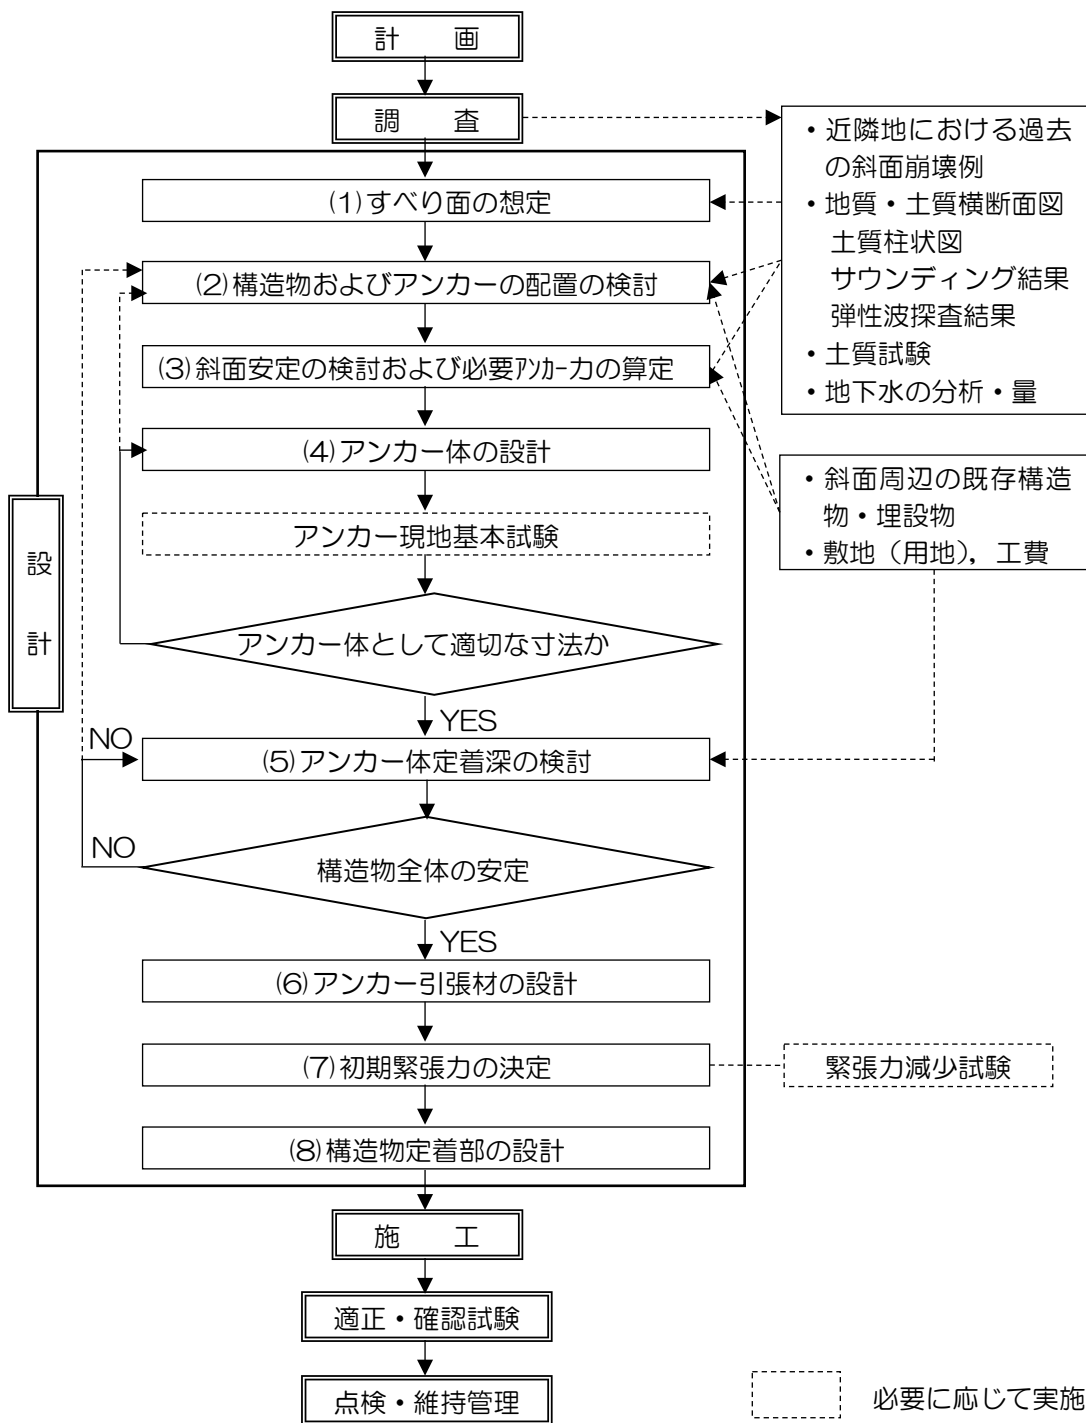 計　画
調　査
・近隣地における過去
の斜面崩壊例
・地質・土質横断面図
土質柱状図
サウンディング結果
弾性波探査結果
・土質試験
・地下水の分析・量
(1)すべり面の想定
(2)構造物およびアンカーの配置の検討
(3)斜面安定の検討および必要ｱﾝｶｰ力の算定
(4)アンカー体の設計
・斜面周辺の既存構造
物・埋設物
・敷地（用地），工費
アンカー現地基本試験
設計
アンカー体として適切な寸法か
YES
NO
(5)アンカー体定着深の検討
NO
構造物全体の安定
YES
(6)アンカー引張材の設計
(7)初期緊張力の決定
緊張力減少試験
(8)構造物定着部の設計
施　工
適正・確認試験
点検・維持管理
必要に応じて実施